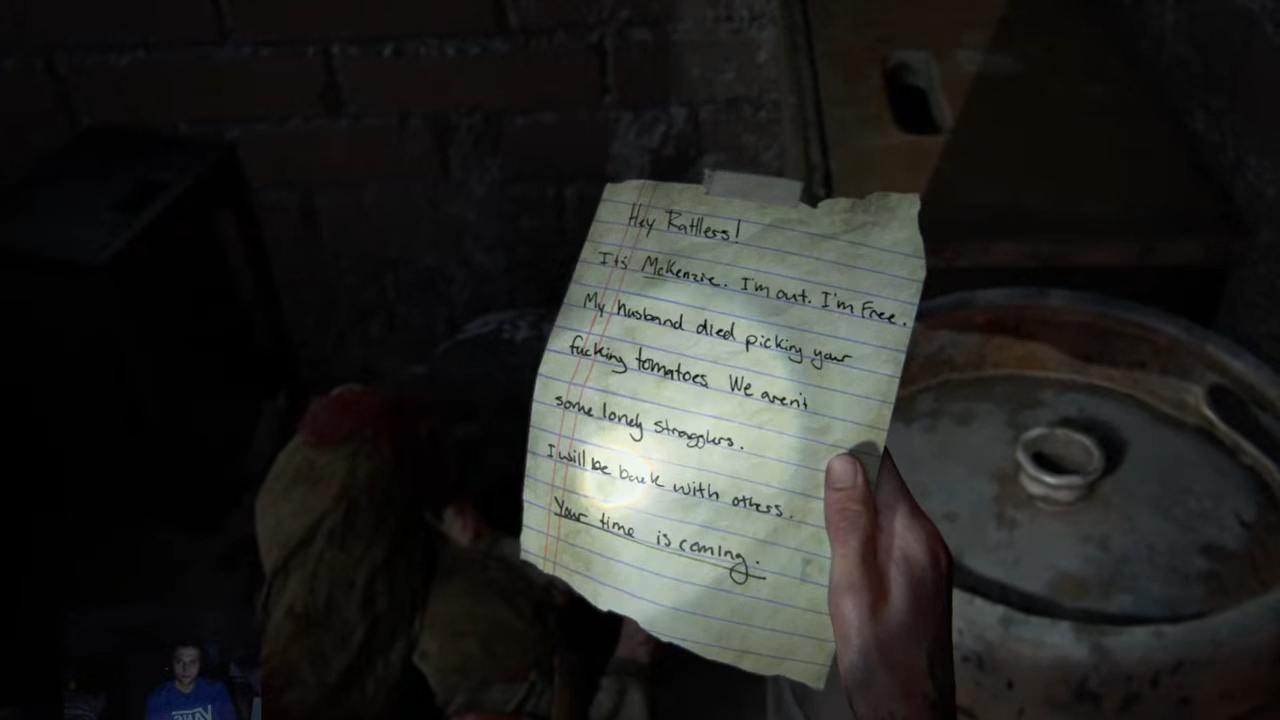 Hey Rattlers!
It's McKenzie. I'm out. I'm Free.
My husband died picking your
fucking tomatoes We aren't
some lonely stragglers.
I will be back with others.
Your time is coming.